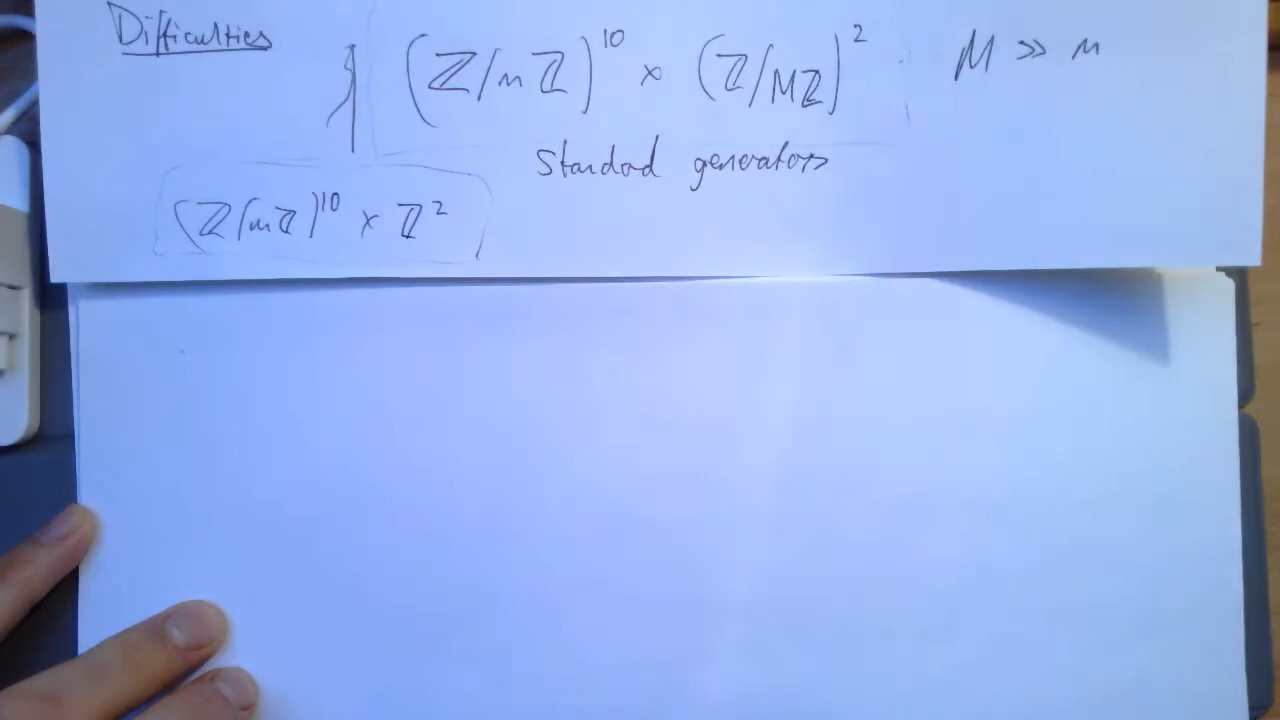 Difficulties
(ℤ/mℤ)^10 × (ℤ/Mℤ)^2 M ≫ m
Standard generators
(ℤ/mℤ)^10 × ℤ^2